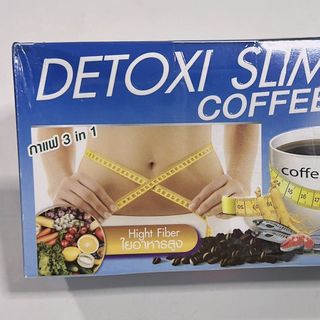 DETOXI SLIM
COFFEE
กาแฟ 3 in 1
coffe
Hight Fiber
ใยอาหารสูง